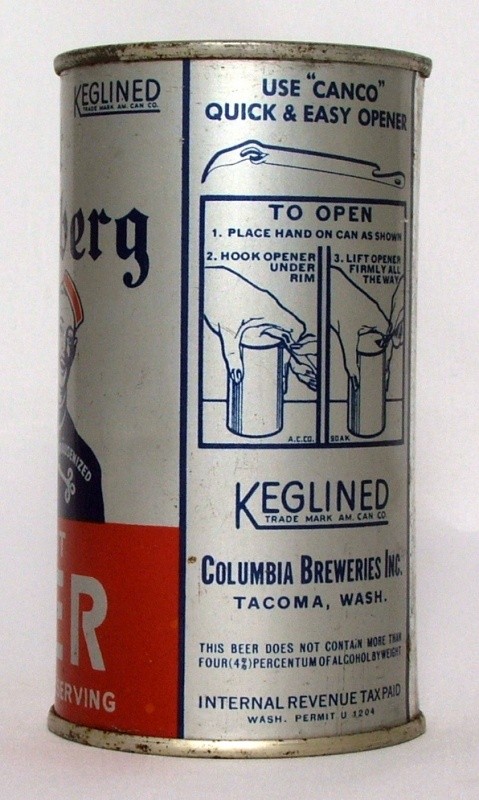 KEGLINED
TRADE MARK AM. CAN CO.
berg
T
ER
SERVING
USE "CANCO"
QUICK & EASY OPENER
TO OPEN
1. PLACE HAND ON CAN AS SHOWN
2. HOOK OPENER
UNDER
RIM
3. LIFT OPENER
FIRMLY ALL
THE WAY
A.C.CO.
80AK
KEGLINED
TRADE MARK AM. CAN CO.
COLUMBIA BREWERIES INC.
TACOMA, WASH.
THIS BEER DOES NOT CONTAIN MORE THAN
FOUR (4%) PERCENTUM OF ALCOHOL BY WEIGHT
INTERNAL REVENUE TAX PAID
WASH. PERMIT U 1204